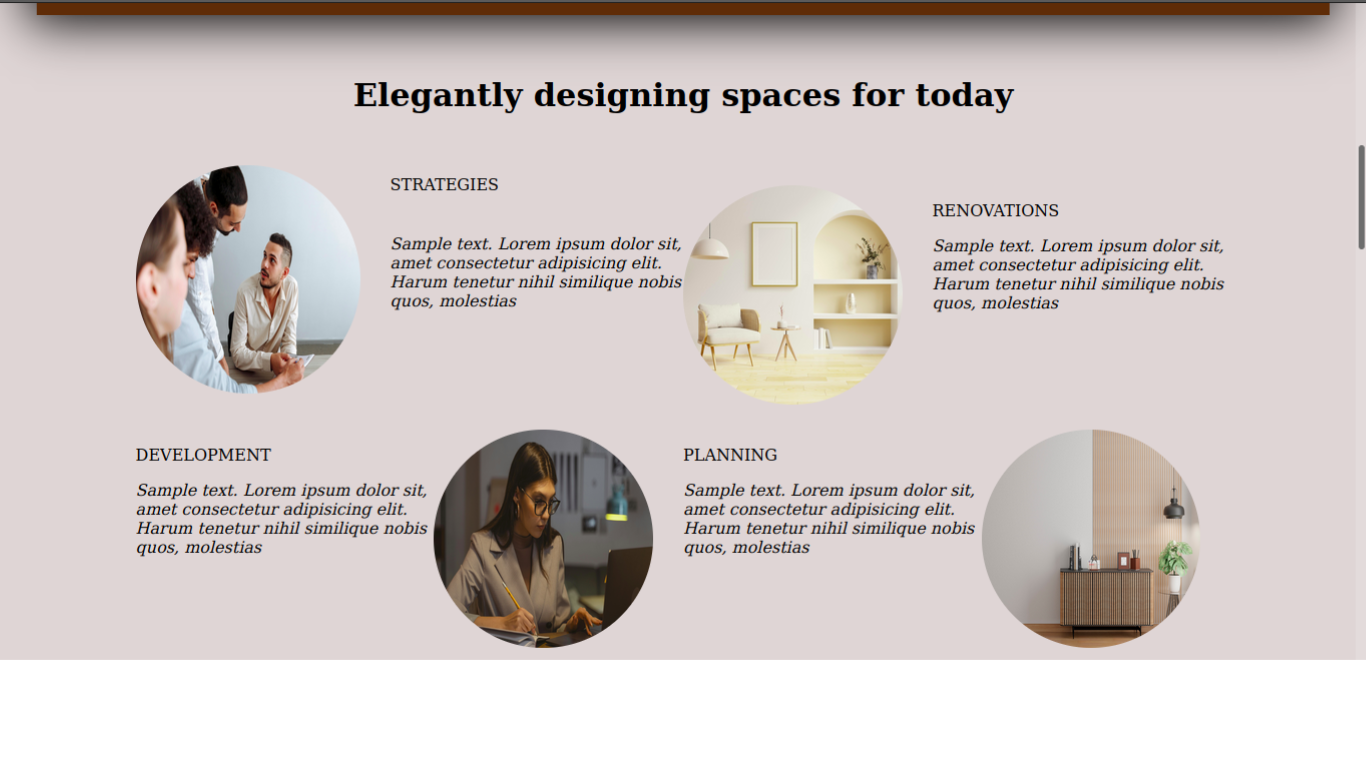 Elegantly designing spaces for today
STRATEGIES
Sample text. Lorem ipsum dolor sit,
amet consectetur adipisicing elit.
Harum tenetur nihil similique nobis
quos, molestias
RENOVATIONS
Sample text. Lorem ipsum dolor sit,
amet consectetur adipisicing elit.
Harum tenetur nihil similique nobis
quos, molestias
DEVELOPMENT
Sample text. Lorem ipsum dolor sit,
amet consectetur adipisicing elit.
Harum tenetur nihil similique nobis
quos, molestias
PLANNING
Sample text. Lorem ipsum dolor sit,
amet consectetur adipisicing elit.
Harum tenetur nihil similique nobis
quos, molestias